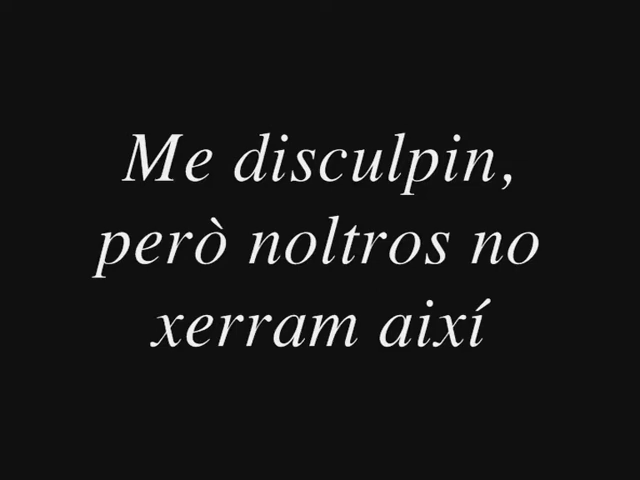 Me disculpin,
però noltros no
xerram així